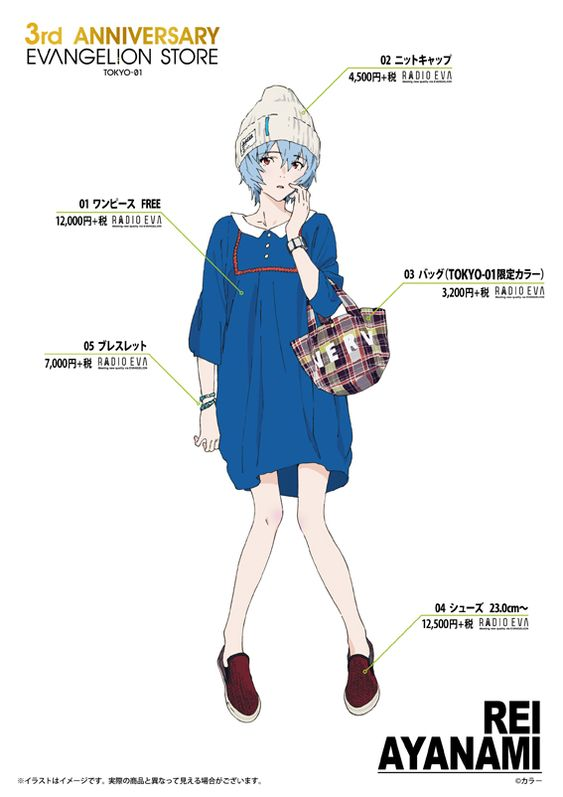 3rd ANNIVERSARY
EVANGELION STORE
TOKYO-01
02 ニットキャップ
4,500円+税 RADIO EVA
01 ワンピース FREE
12,000円+税 RADIO EVA
03 バッグ(TOKYO-01限定カラー)
3,200円+税 RADIO EVA
NERV
05 ブレスレット
7,000円+税 RADIO EVA
04 シューズ 23.0cm~
12,500円+税 RADIO EVA
REI
AYANAMI
※イラストはイメージです。実際の商品と異なって見える場合がございます。
©カラー